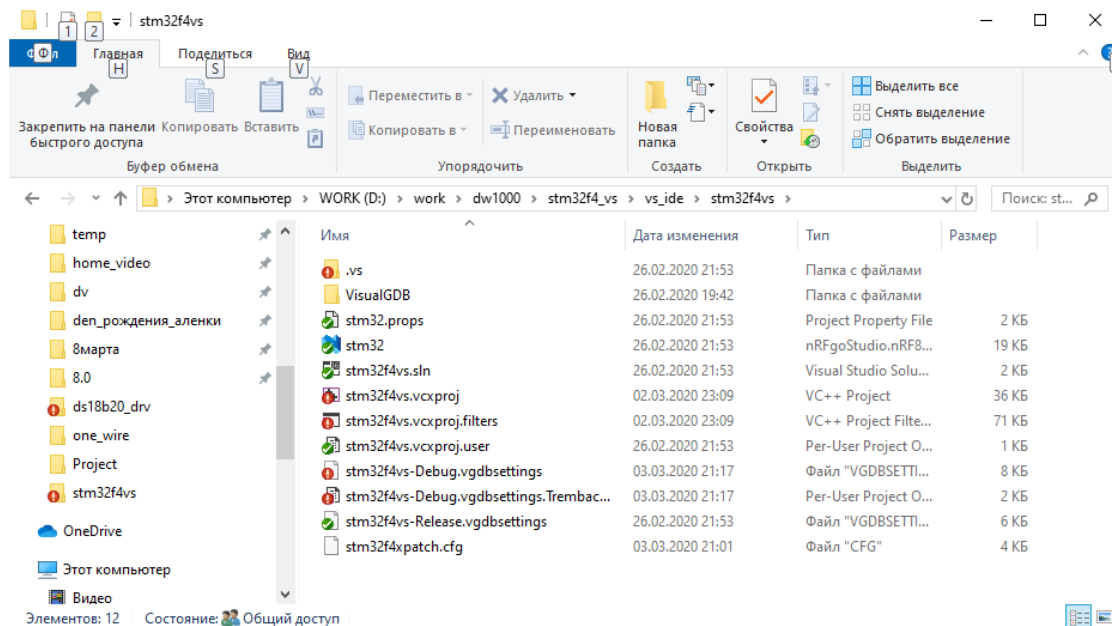 stm32f4vs
1 2
Ф Фл Главная Поделиться Вид
H S V
Закрепить на панели быстрого доступа
Копировать
Вставить
Буфер обмена
Переместить в
Копировать в
Удалить
Переименовать
Упорядочить
Новая папка
Создать
Свойства
Открыть
Выделить все
Снять выделение
Обратить выделение
Выделить
Этот компьютер > WORK (D:) > work > dw1000 > stm32f4_vs > vs_ide > stm32f4vs >
Поиск: st...
temp
home_video
dv
den_рождения_аленки
8марта
8.0
ds18b20_drv
one_wire
Project
stm32f4vs
OneDrive
Этот компьютер
Видео
Имя Дата изменения Тип Размер
.vs 26.02.2020 21:53 Папка с файлами
VisualGDB 26.02.2020 19:42 Папка с файлами
stm32.props 26.02.2020 21:53 Project Property File 2 КБ
stm32 26.02.2020 21:53 nRFgoStudio.nRF8... 19 КБ
stm32f4vs.sln 26.02.2020 21:53 Visual Studio Solu... 2 КБ
stm32f4vs.vcxproj 02.03.2020 23:09 VC++ Project 36 КБ
stm32f4vs.vcxproj.filters 02.03.2020 23:09 VC++ Project Filte... 71 КБ
stm32f4vs.vcxproj.user 26.02.2020 21:53 Per-User Project O... 1 КБ
stm32f4vs-Debug.vgdbsettings 03.03.2020 21:17 Файл "VGDBSETTI... 8 КБ
stm32f4vs-Debug.vgdbsettings.Trembac... 03.03.2020 21:17 Per-User Project O... 2 КБ
stm32f4vs-Release.vgdbsettings 26.02.2020 21:53 Файл "VGDBSETTI... 6 КБ
stm32f4xpatch.cfg 03.03.2020 21:01 Файл "CFG" 4 КБ
Элементов: 12 Состояние: Общий доступ